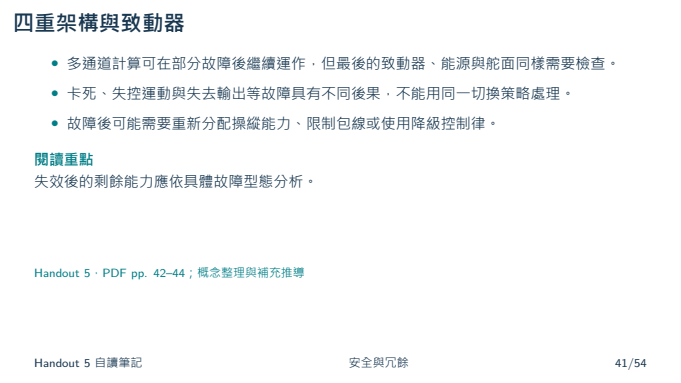 四重架構與致動器
• 多通道計算可在部分故障後繼續運作，但最後的致動器、能源與舵面同樣需要檢查。
• 卡死、失控運動與失去輸出等故障具有不同後果，不能用同一切換策略處理。
• 故障後可能需要重新分配操縱能力、限制包線或使用降級控制律。
閱讀重點
失效後的剩餘能力應依具體故障型態分析。
Handout 5 · PDF pp. 42–44；概念整理與補充推導
Handout 5 自讀筆記 安全與冗餘 41/54